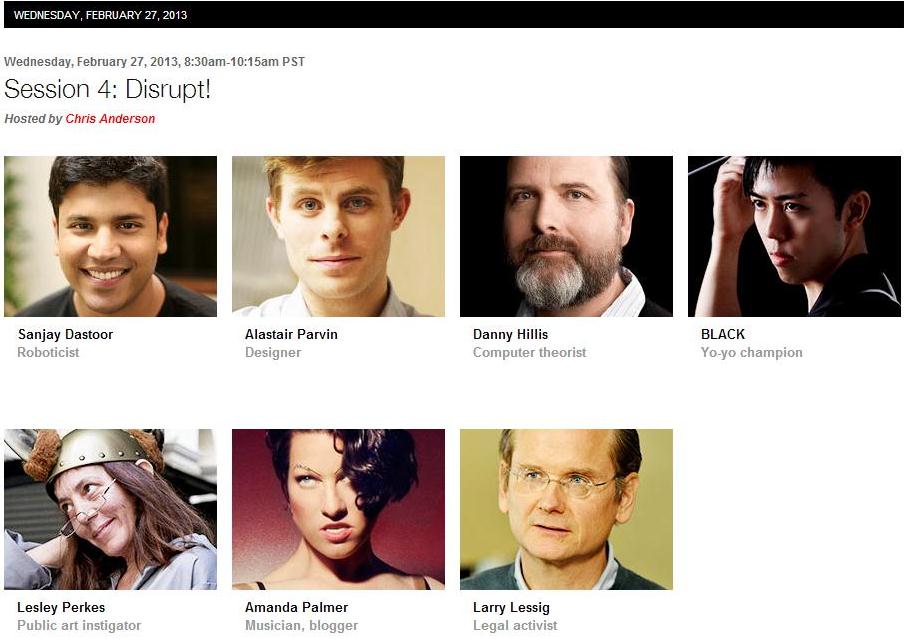 WEDNESDAY, FEBRUARY 27, 2013
Wednesday, February 27, 2013, 8:30am-10:15am PST
Session 4: Disrupt!
Hosted by Chris Anderson
Sanjay Dastoor
Roboticist
Alastair Parvin
Designer
Danny Hillis
Computer theorist
BLACK
Yo-yo champion
Lesley Perkes
Public art instigator
Amanda Palmer
Musician, blogger
Larry Lessig
Legal activist